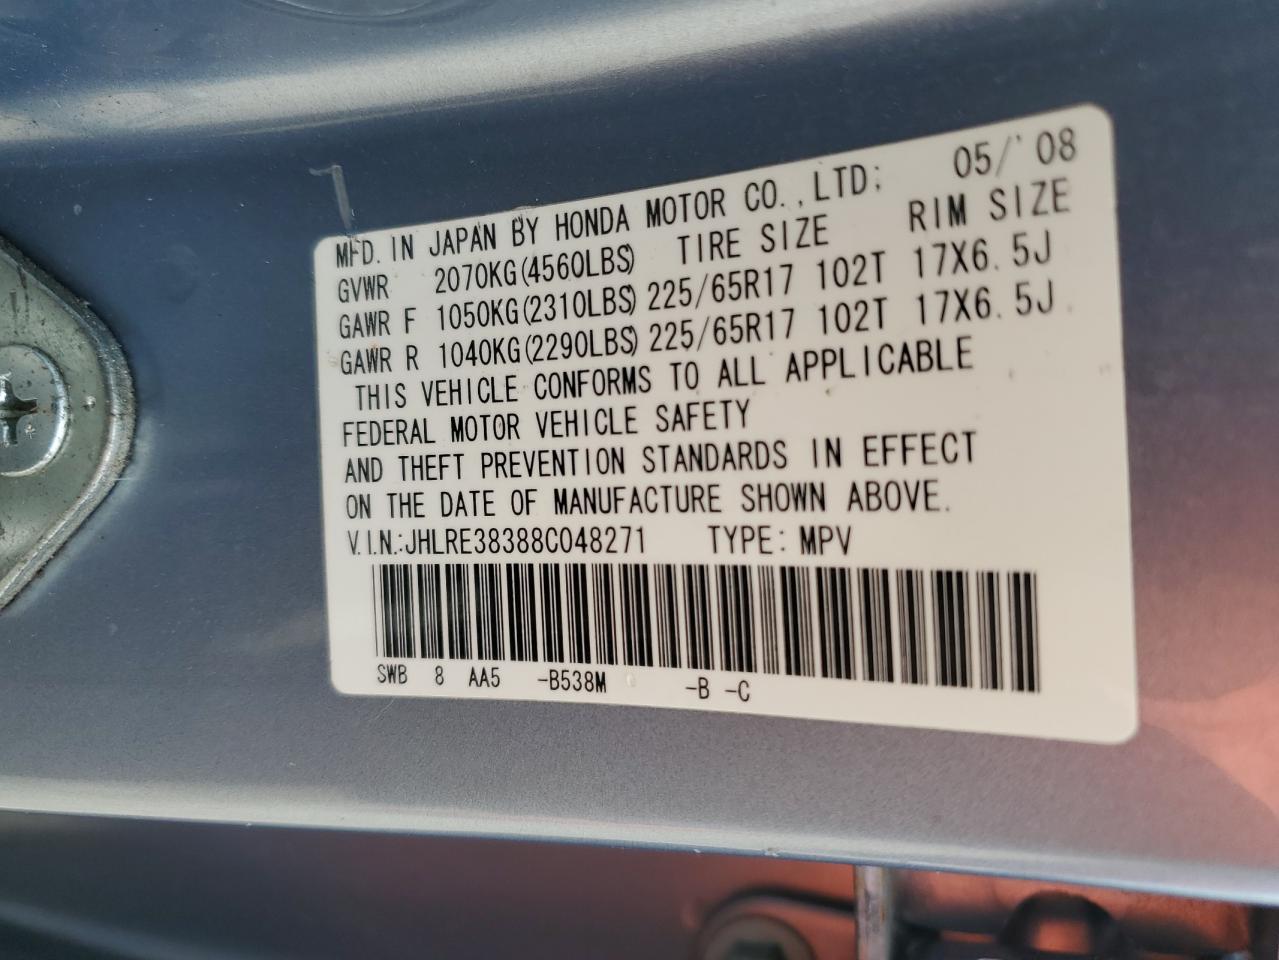 MFD. IN JAPAN BY HONDA MOTOR CO.,LTD; 05/'08
GVWR 2070KG(4560LBS) TIRE SIZE RIM SIZE
GAWR F 1050KG(2310LBS) 225/65R17 102T 17X6.5J
GAWR R 1040KG(2290LBS) 225/65R17 102T 17X6.5J
THIS VEHICLE CONFORMS TO ALL APPLICABLE
FEDERAL MOTOR VEHICLE SAFETY
AND THEFT PREVENTION STANDARDS IN EFFECT
ON THE DATE OF MANUFACTURE SHOWN ABOVE.
V.I.N.:JHLRE38388C048271 TYPE:MPV
SWB 8 AA5 -B538M -B -C